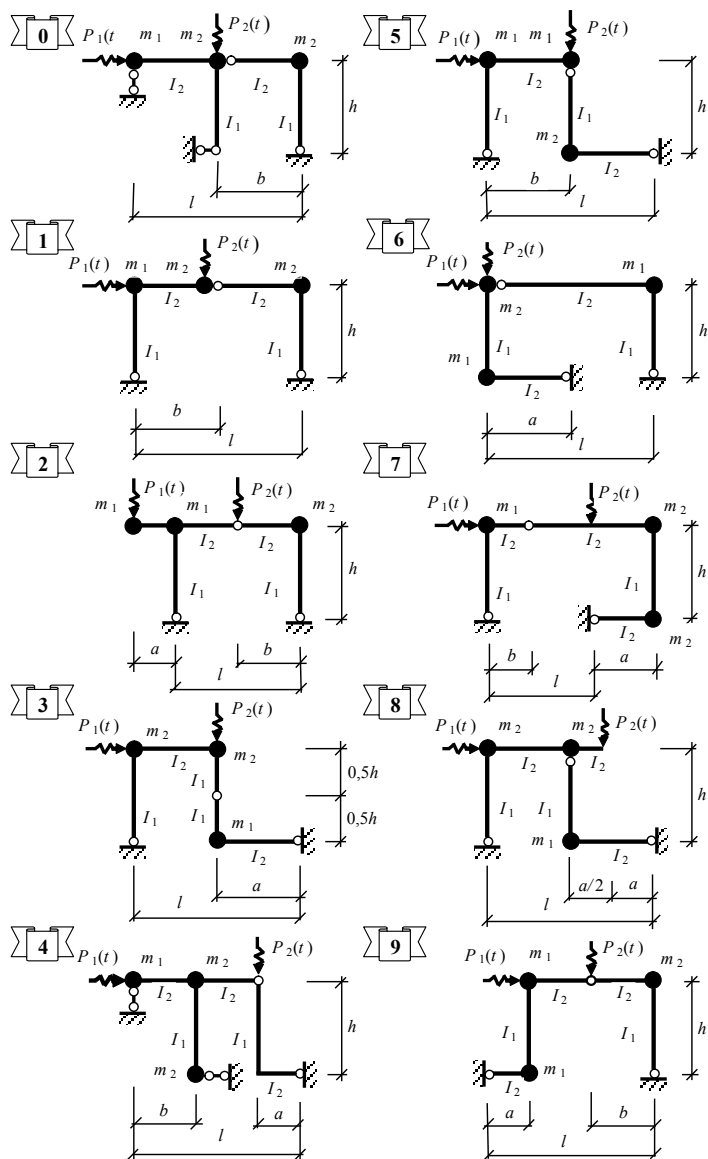 0
P₁(t
m₁
m₂
P₂(t)
m₂
I₂
I₂
I₁
I₁
h
b
l
5
P₁(t)
m₁
m₁
P₂(t)
I₂
I₁
I₁
m₂
I₂
h
b
l
1
P₁(t)
m₁
m₂
P₂(t)
m₂
I₂
I₂
I₁
I₁
h
b
l
6
P₂(t)
P₁(t)
m₁
m₂
I₂
I₁
I₁
m₁
I₂
h
a
l
2
m₁
P₁(t)
m₁
P₂(t)
m₂
I₂
I₂
I₁
I₁
h
a
b
l
7
P₁(t)
m₁
P₂(t)
m₂
I₂
I₂
I₁
I₁
I₂
m₂
h
b
a
l
3
P₁(t)
m₂
P₂(t)
m₂
I₂
I₁
I₁
I₁
m₁
I₂
0,5h
0,5h
a
l
8
P₁(t)
m₂
m₂
P₂(t)
I₂
I₂
I₁
I₁
m₁
I₂
h
a/2
a
l
4
P₁(t)
m₁
m₂
P₂(t)
I₂
I₂
I₁
I₁
m₂
I₂
h
b
a
l
9
P₁(t)
m₁
P₂(t)
m₂
I₂
I₂
I₁
I₁
I₂
m₁
h
a
b
l